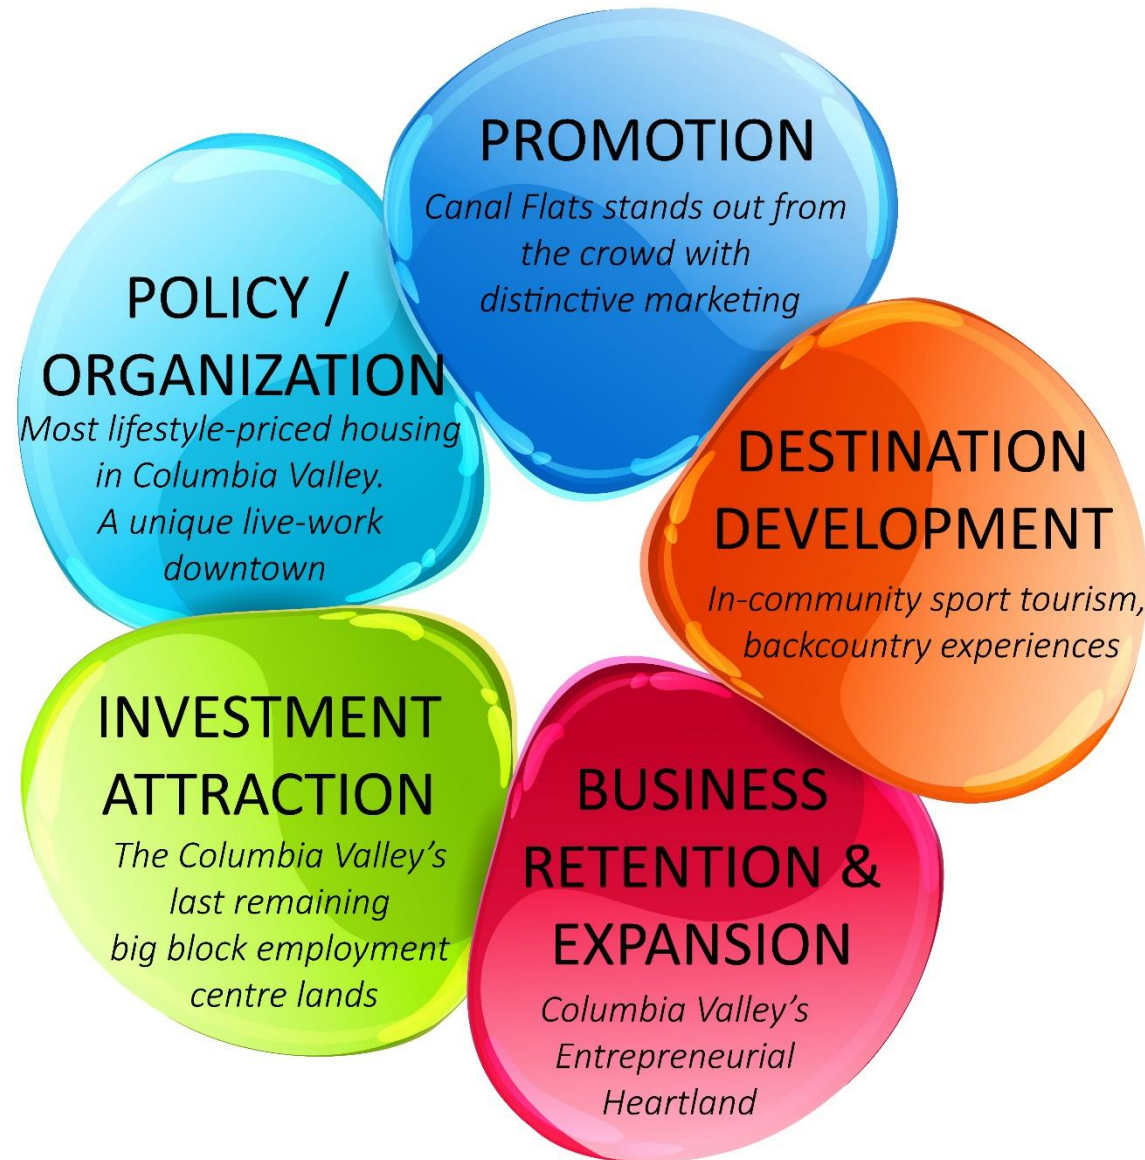 PROMOTION
Canal Flats stands out from
the crowd with
distinctive marketing
POLICY /
ORGANIZATION
Most lifestyle-priced housing
in Columbia Valley.
A unique live-work
downtown
DESTINATION
DEVELOPMENT
In-community sport tourism,
backcountry experiences
INVESTMENT
ATTRACTION
The Columbia Valley’s
last remaining
big block employment
centre lands
BUSINESS
RETENTION &
EXPANSION
Columbia Valley’s
Entrepreneurial
Heartland